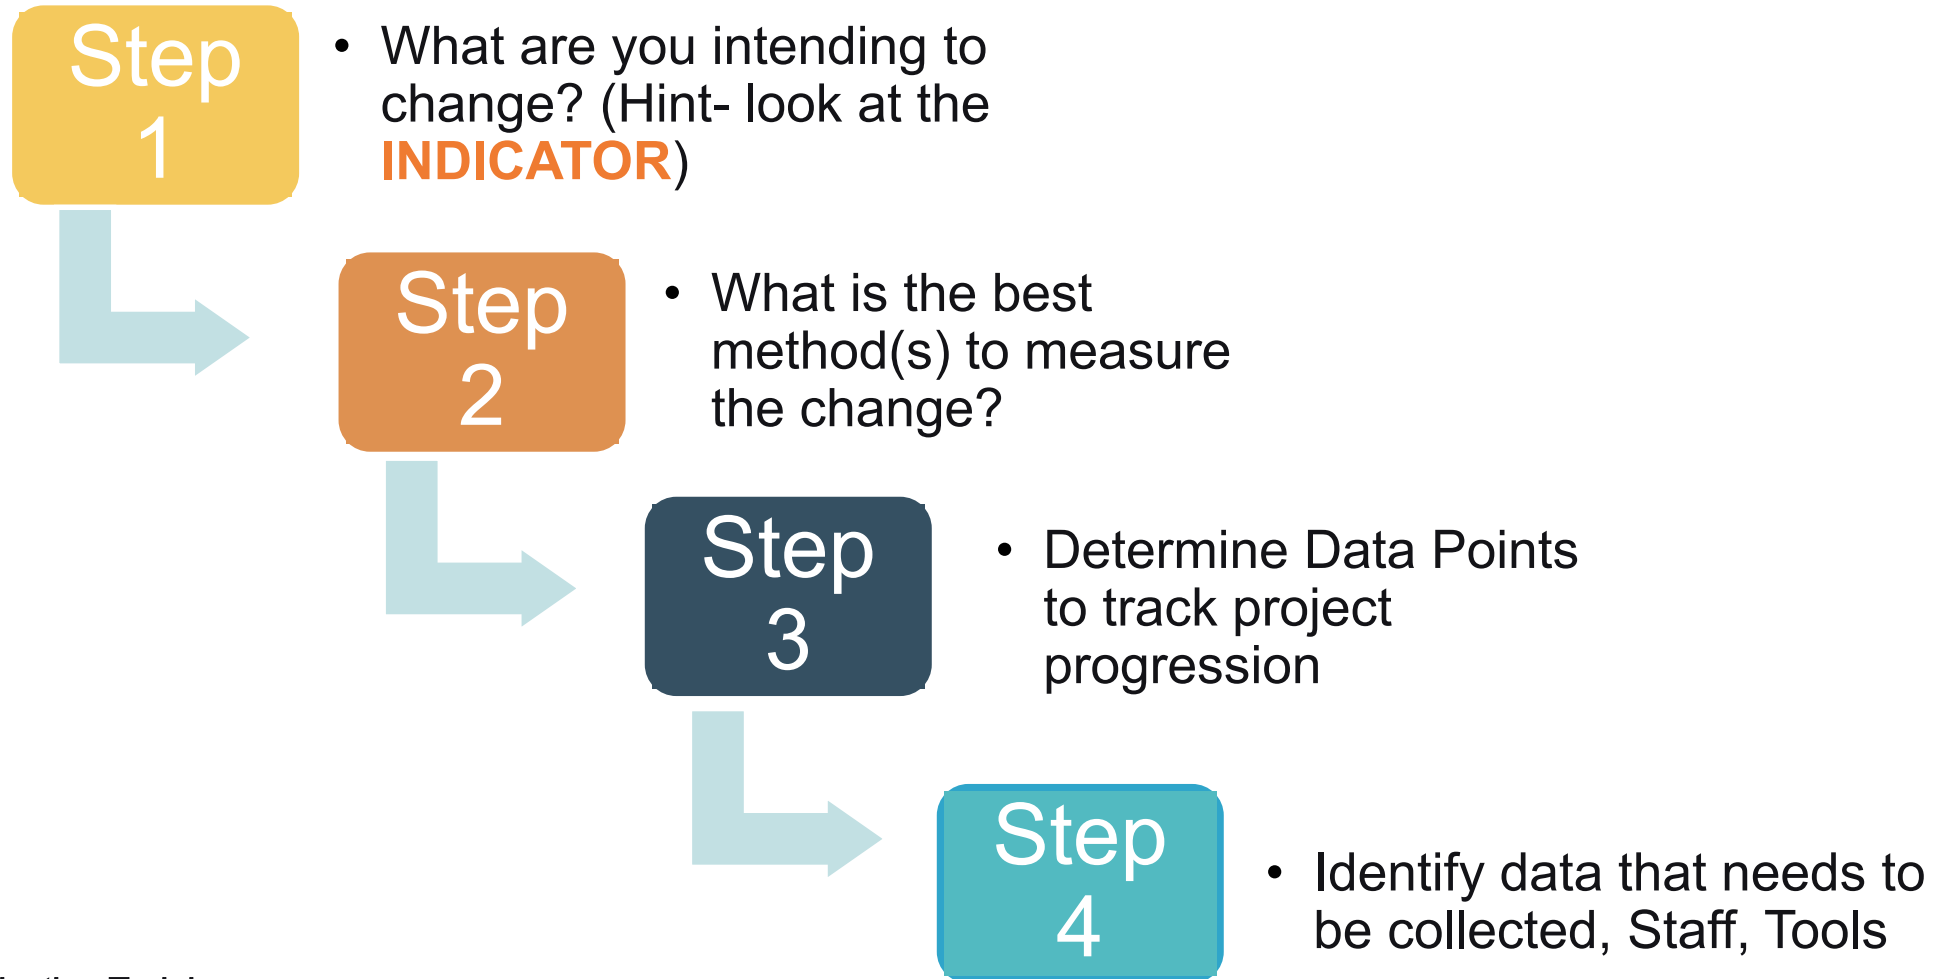 Step
1
• What are you intending to
change? (Hint- look at the
INDICATOR)
Step
2
• What is the best
method(s) to measure
the change?
Step
3
• Determine Data Points
to track project
progression
Step
4
• Identify data that needs to
be collected, Staff, Tools